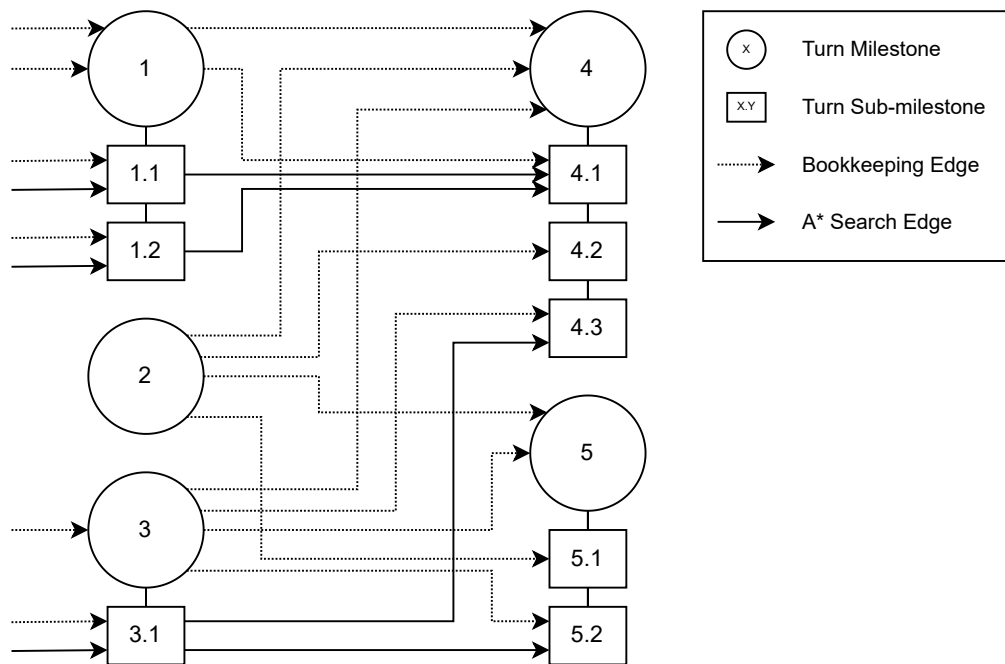 1
1.1
1.2
2
3
3.1
4
4.1
4.2
4.3
5
5.1
5.2
X
Turn Milestone
X.Y
Turn Sub-milestone
Bookkeeping Edge
A* Search Edge